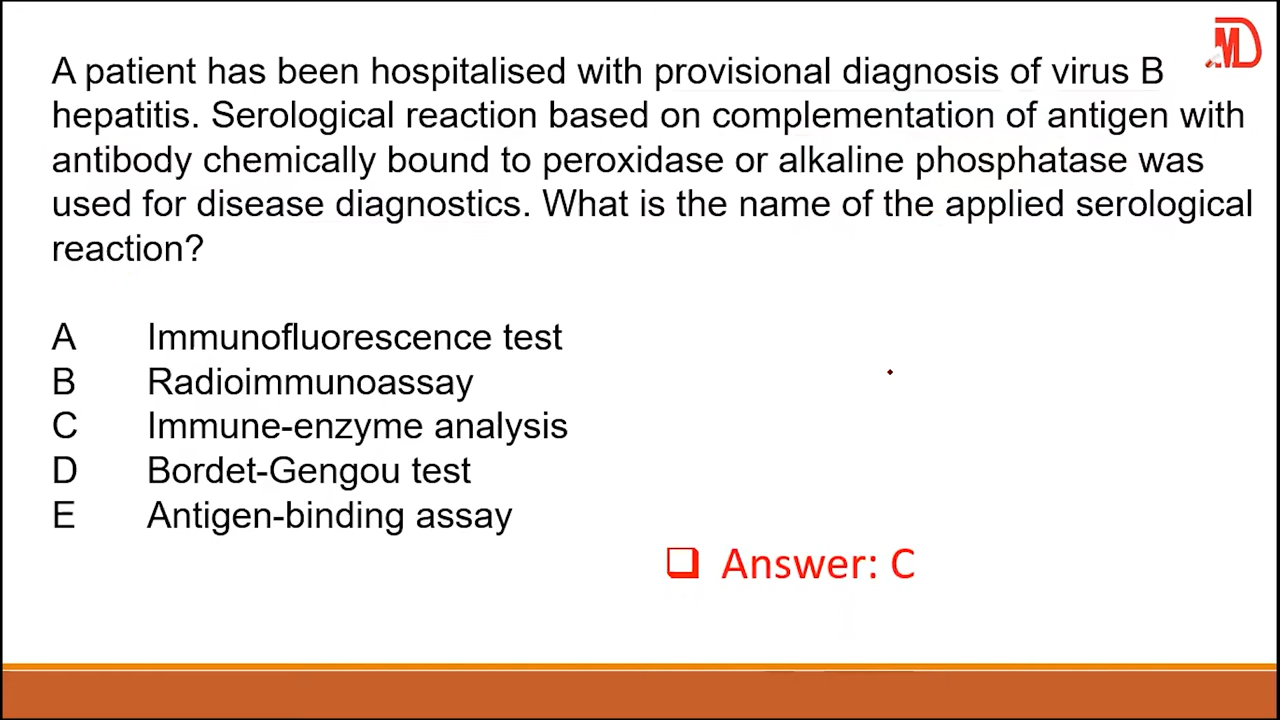 MD
A patient has been hospitalised with provisional diagnosis of virus B
hepatitis. Serological reaction based on complementation of antigen with
antibody chemically bound to peroxidase or alkaline phosphatase was
used for disease diagnostics. What is the name of the applied serological
reaction?
A Immunofluorescence test
B Radioimmunoassay
C Immune-enzyme analysis
D Bordet-Gengou test
E Antigen-binding assay
Answer: C